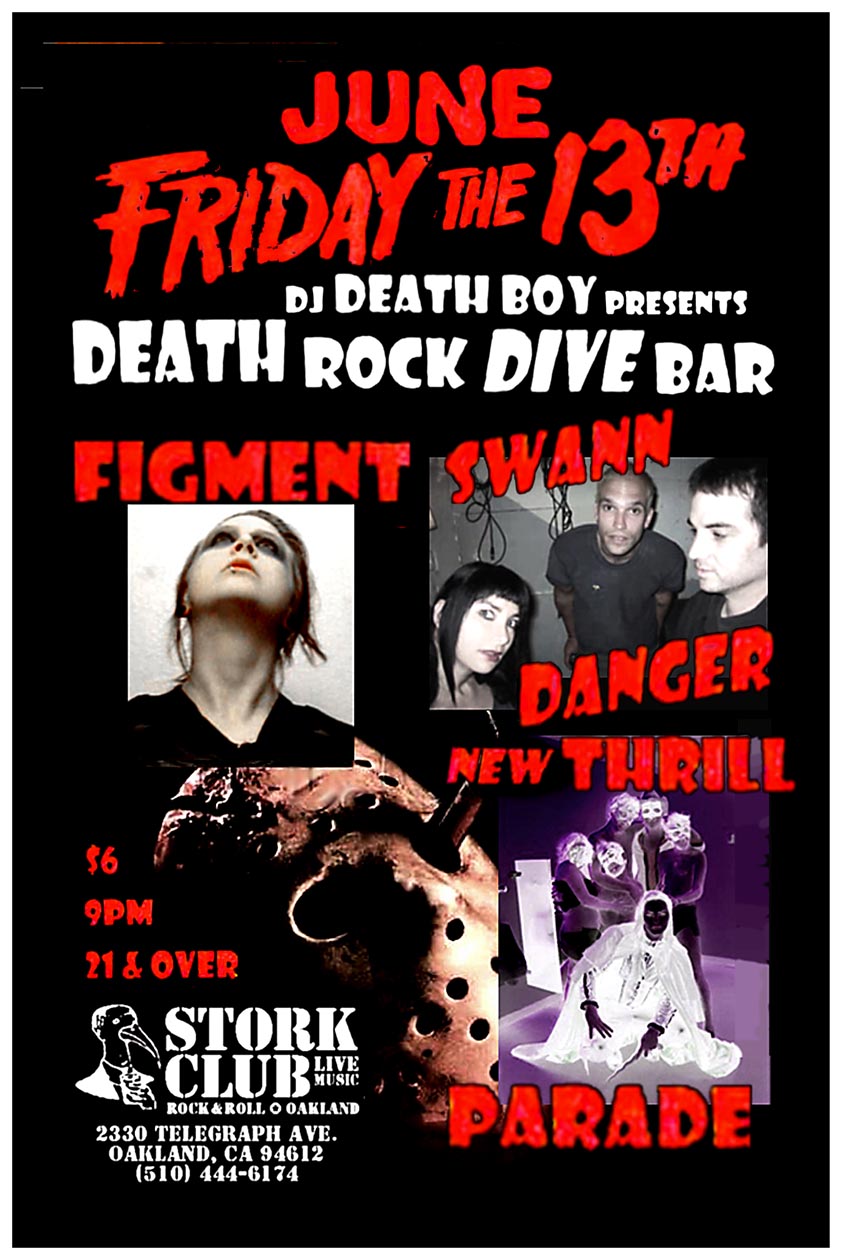 JUNE
FRIDAY THE 13TH
DJ DEATH BOY PRESENTS
DEATH ROCK DIVE BAR
FIGMENT
SWANN
DANGER
NEW THRILL
PARADE
$6
9PM
21 & OVER
STORK
CLUB LIVE MUSIC
ROCK & ROLL ✪ OAKLAND
2330 TELEGRAPH AVE.
OAKLAND, CA 94612
(510) 444-6174